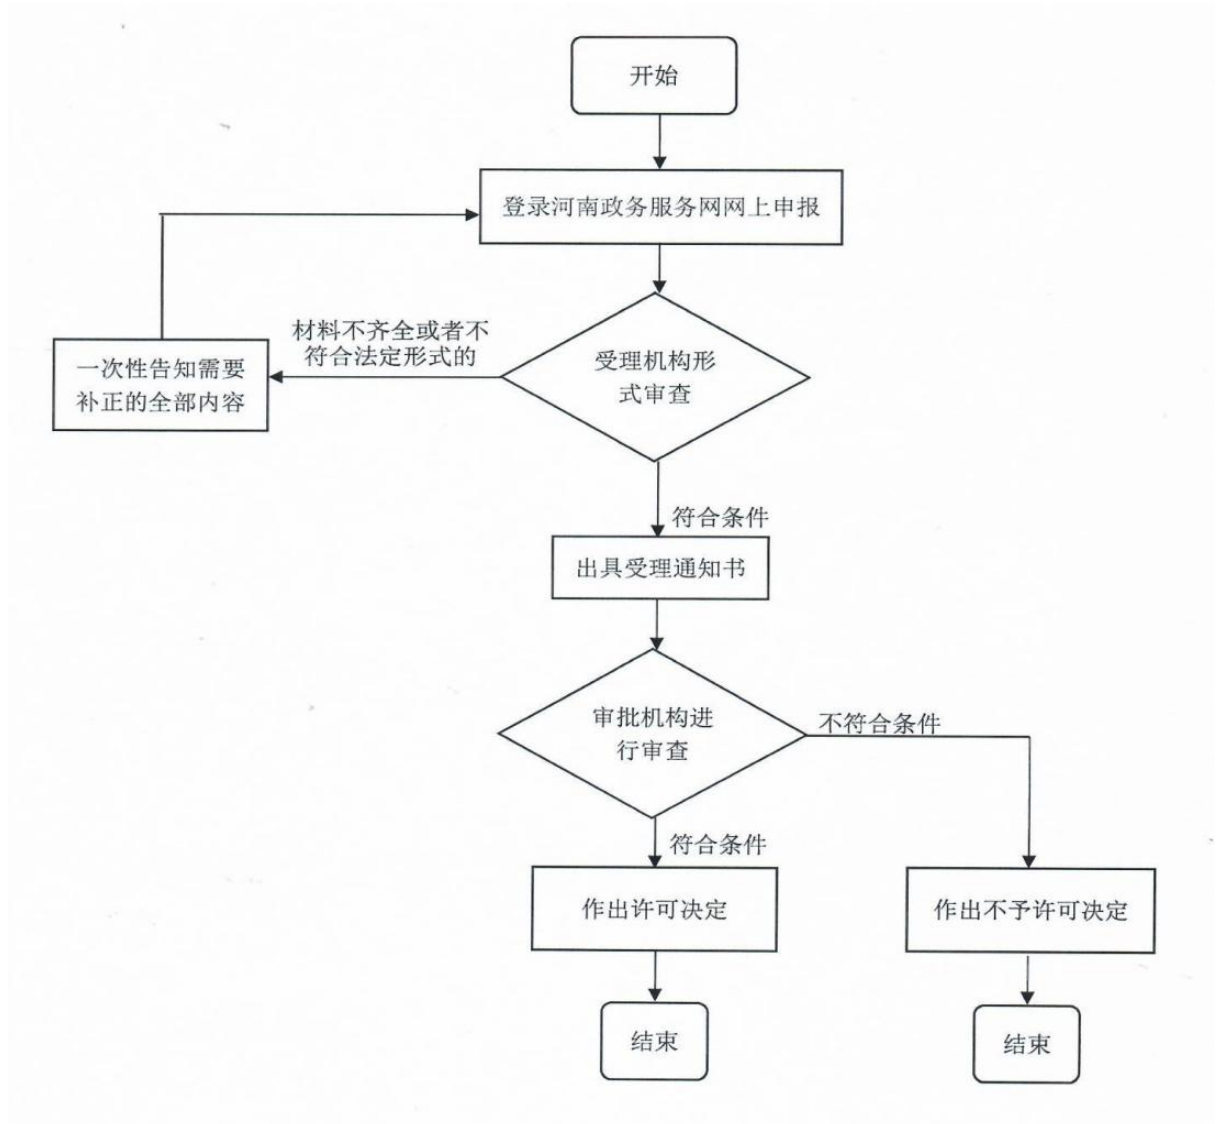 开始
登录河南政务服务网网上申报
材料不齐全或者不
符合法定形式的
一次性告知需要
补正的全部内容
受理机构形
式审查
符合条件
出具受理通知书
审批机构进
行审查
不符合条件
符合条件
作出许可决定
作出不予许可决定
结束
结束